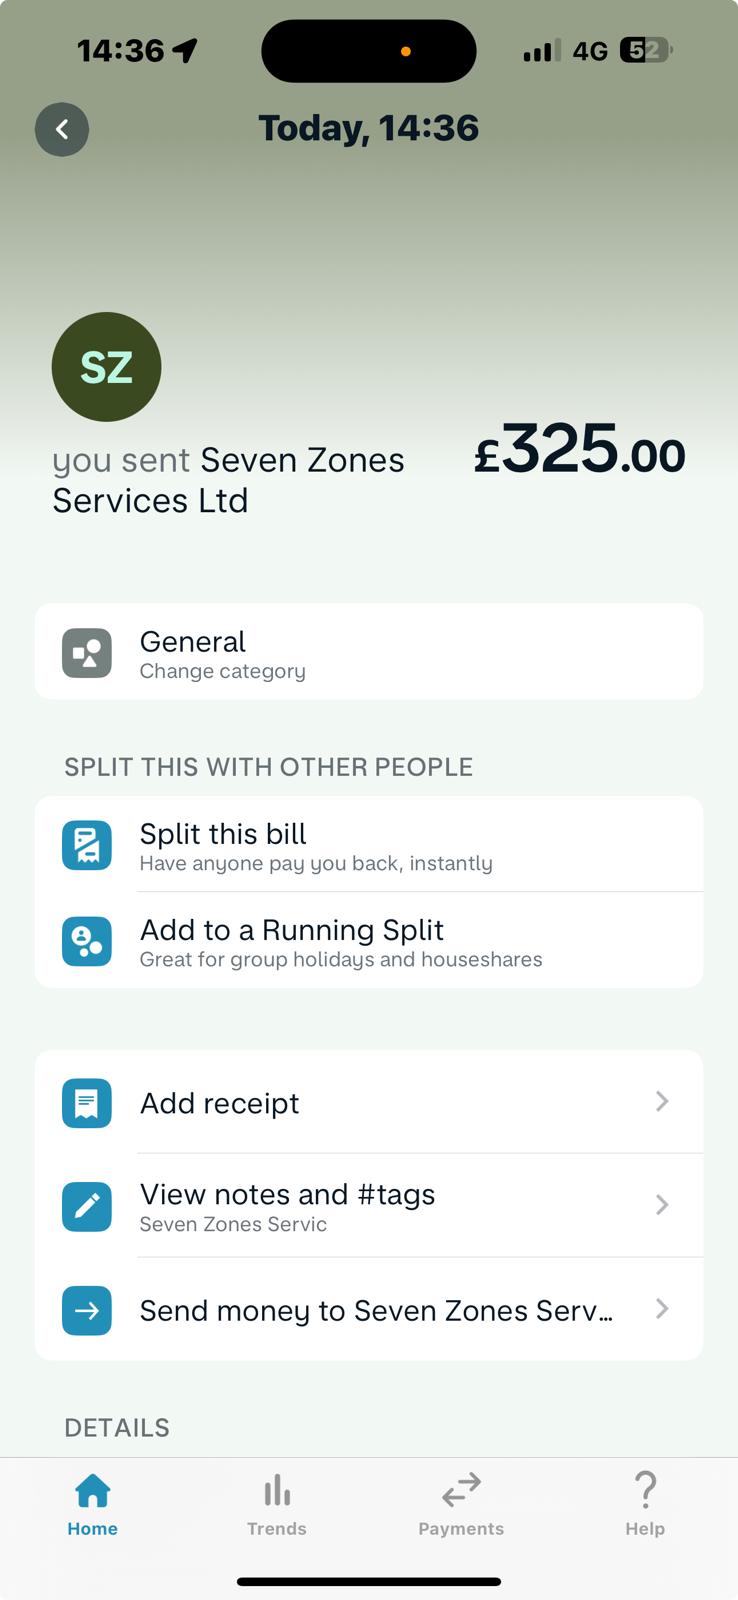 14:36
4G
52
Today, 14:36
SZ
you sent Seven Zones
Services Ltd
£325.00
General
Change category
SPLIT THIS WITH OTHER PEOPLE
Split this bill
Have anyone pay you back, instantly
Add to a Running Split
Great for group holidays and houseshares
Add receipt
View notes and #tags
Seven Zones Servic
Send money to Seven Zones Serv...
DETAILS
Home
Trends
Payments
Help